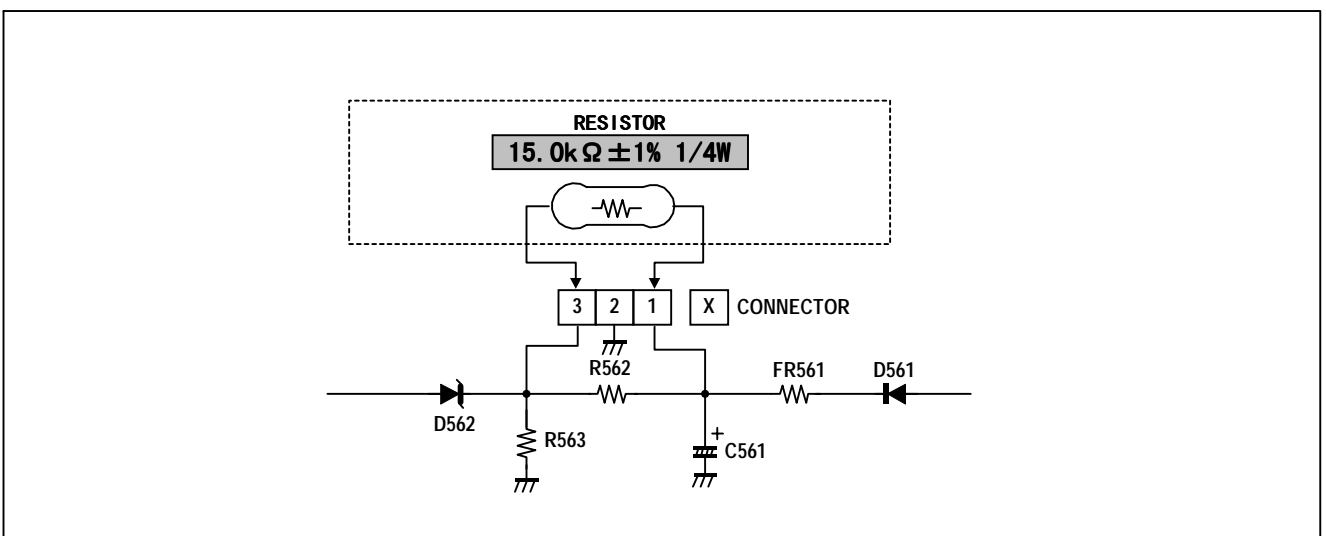 RESISTOR
15.0kΩ±1% 1/4W
3 2 1 X CONNECTOR
R562 FR561 D561
D562
R563
+
C561